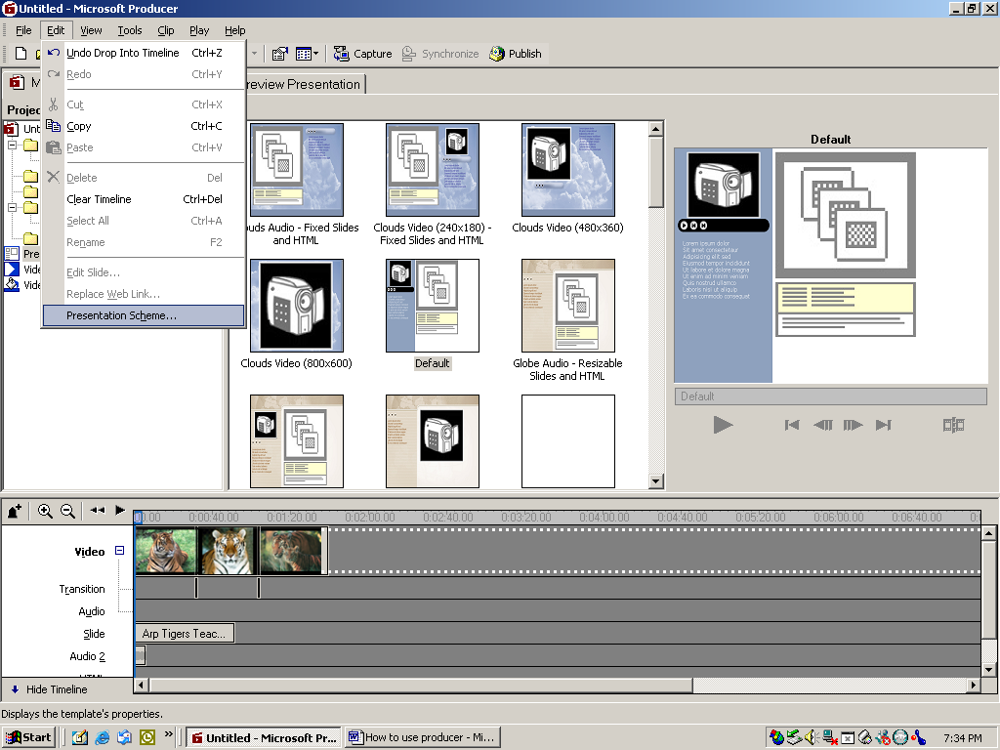 Untitled - Microsoft Producer
File Edit View Tools Clip Play Help
Capture Synchronize Publish
Undo Drop Into Timeline Ctrl+Z
Redo Ctrl+Y
Cut Ctrl+X
Copy Ctrl+C
Paste Ctrl+V
Delete Del
Clear Timeline Ctrl+Del
Select All Ctrl+A
Rename F2
Edit Slide...
Replace Web Link...
Presentation Scheme...
M
review Presentation
Projec
Unt
Pre
Vide
Vide
ouds Audio - Fixed Slides
and HTML
Clouds Video (240x180) -
Fixed Slides and HTML
Clouds Video (480x360)
Clouds Video (800x600)
Default
Globe Audio - Resizable
Slides and HTML
Default
Lorem ipsum dolor
Sit amet consectetaur
Adipisicing elit sed
Eiusmod tempor incididunt
Ut labore et dolore magna
Ut enim ad minim veniam
Quis nostrud ullamco
Laboris nisi ut aliquip
Ex ea commodo consequat
Default
0:00 0:00:40.00 0:01:20.00 0:02:00.00 0:02:40.00 0:03:20.00 0:04:00.00 0:04:40.00 0:05:20.00 0:06:00.00 0:06:40.00 0:
Video
Transition
Audio
Slide Arp Tigers Teac...
Audio 2
HTML
Hide Timeline
Displays the template's properties.
Start Untitled - Microsoft Pr... How to use producer - Mi... 7:34 PM